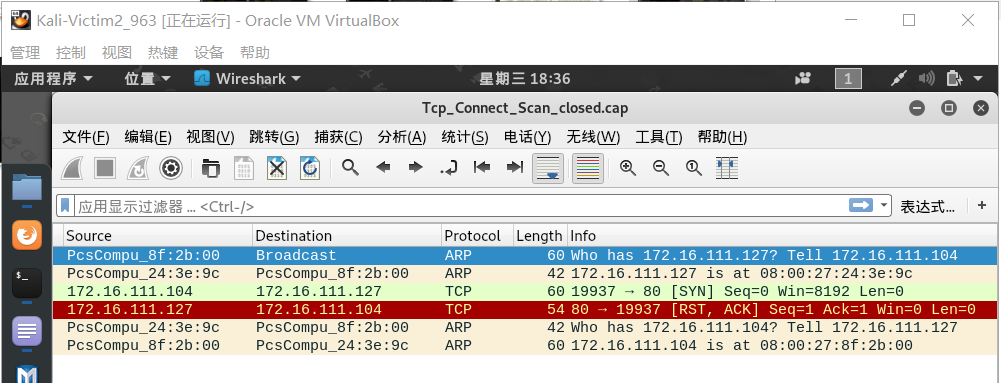 Kali-Victim2_963 [正在运行] - Oracle VM VirtualBox
管理 控制 视图 热键 设备 帮助
应用程序 位置 Wireshark 星期三 18:36 1
Tcp_Connect_Scan_closed.cap
文件(F) 编辑(E) 视图(V) 跳转(G) 捕获(C) 分析(A) 统计(S) 电话(Y) 无线(W) 工具(T) 帮助(H)
应用显示过滤器 … <Ctrl-/> 表达式… +
Source Destination Protocol Length Info
PcsCompu_8f:2b:00 Broadcast ARP 60 Who has 172.16.111.127? Tell 172.16.111.104
PcsCompu_24:3e:9c PcsCompu_8f:2b:00 ARP 42 172.16.111.127 is at 08:00:27:24:3e:9c
172.16.111.104 172.16.111.127 TCP 60 19937 → 80 [SYN] Seq=0 Win=8192 Len=0
172.16.111.127 172.16.111.104 TCP 54 80 → 19937 [RST, ACK] Seq=1 Ack=1 Win=0 Len=0
PcsCompu_24:3e:9c PcsCompu_8f:2b:00 ARP 42 Who has 172.16.111.104? Tell 172.16.111.127
PcsCompu_8f:2b:00 PcsCompu_24:3e:9c ARP 60 172.16.111.104 is at 08:00:27:8f:2b:00